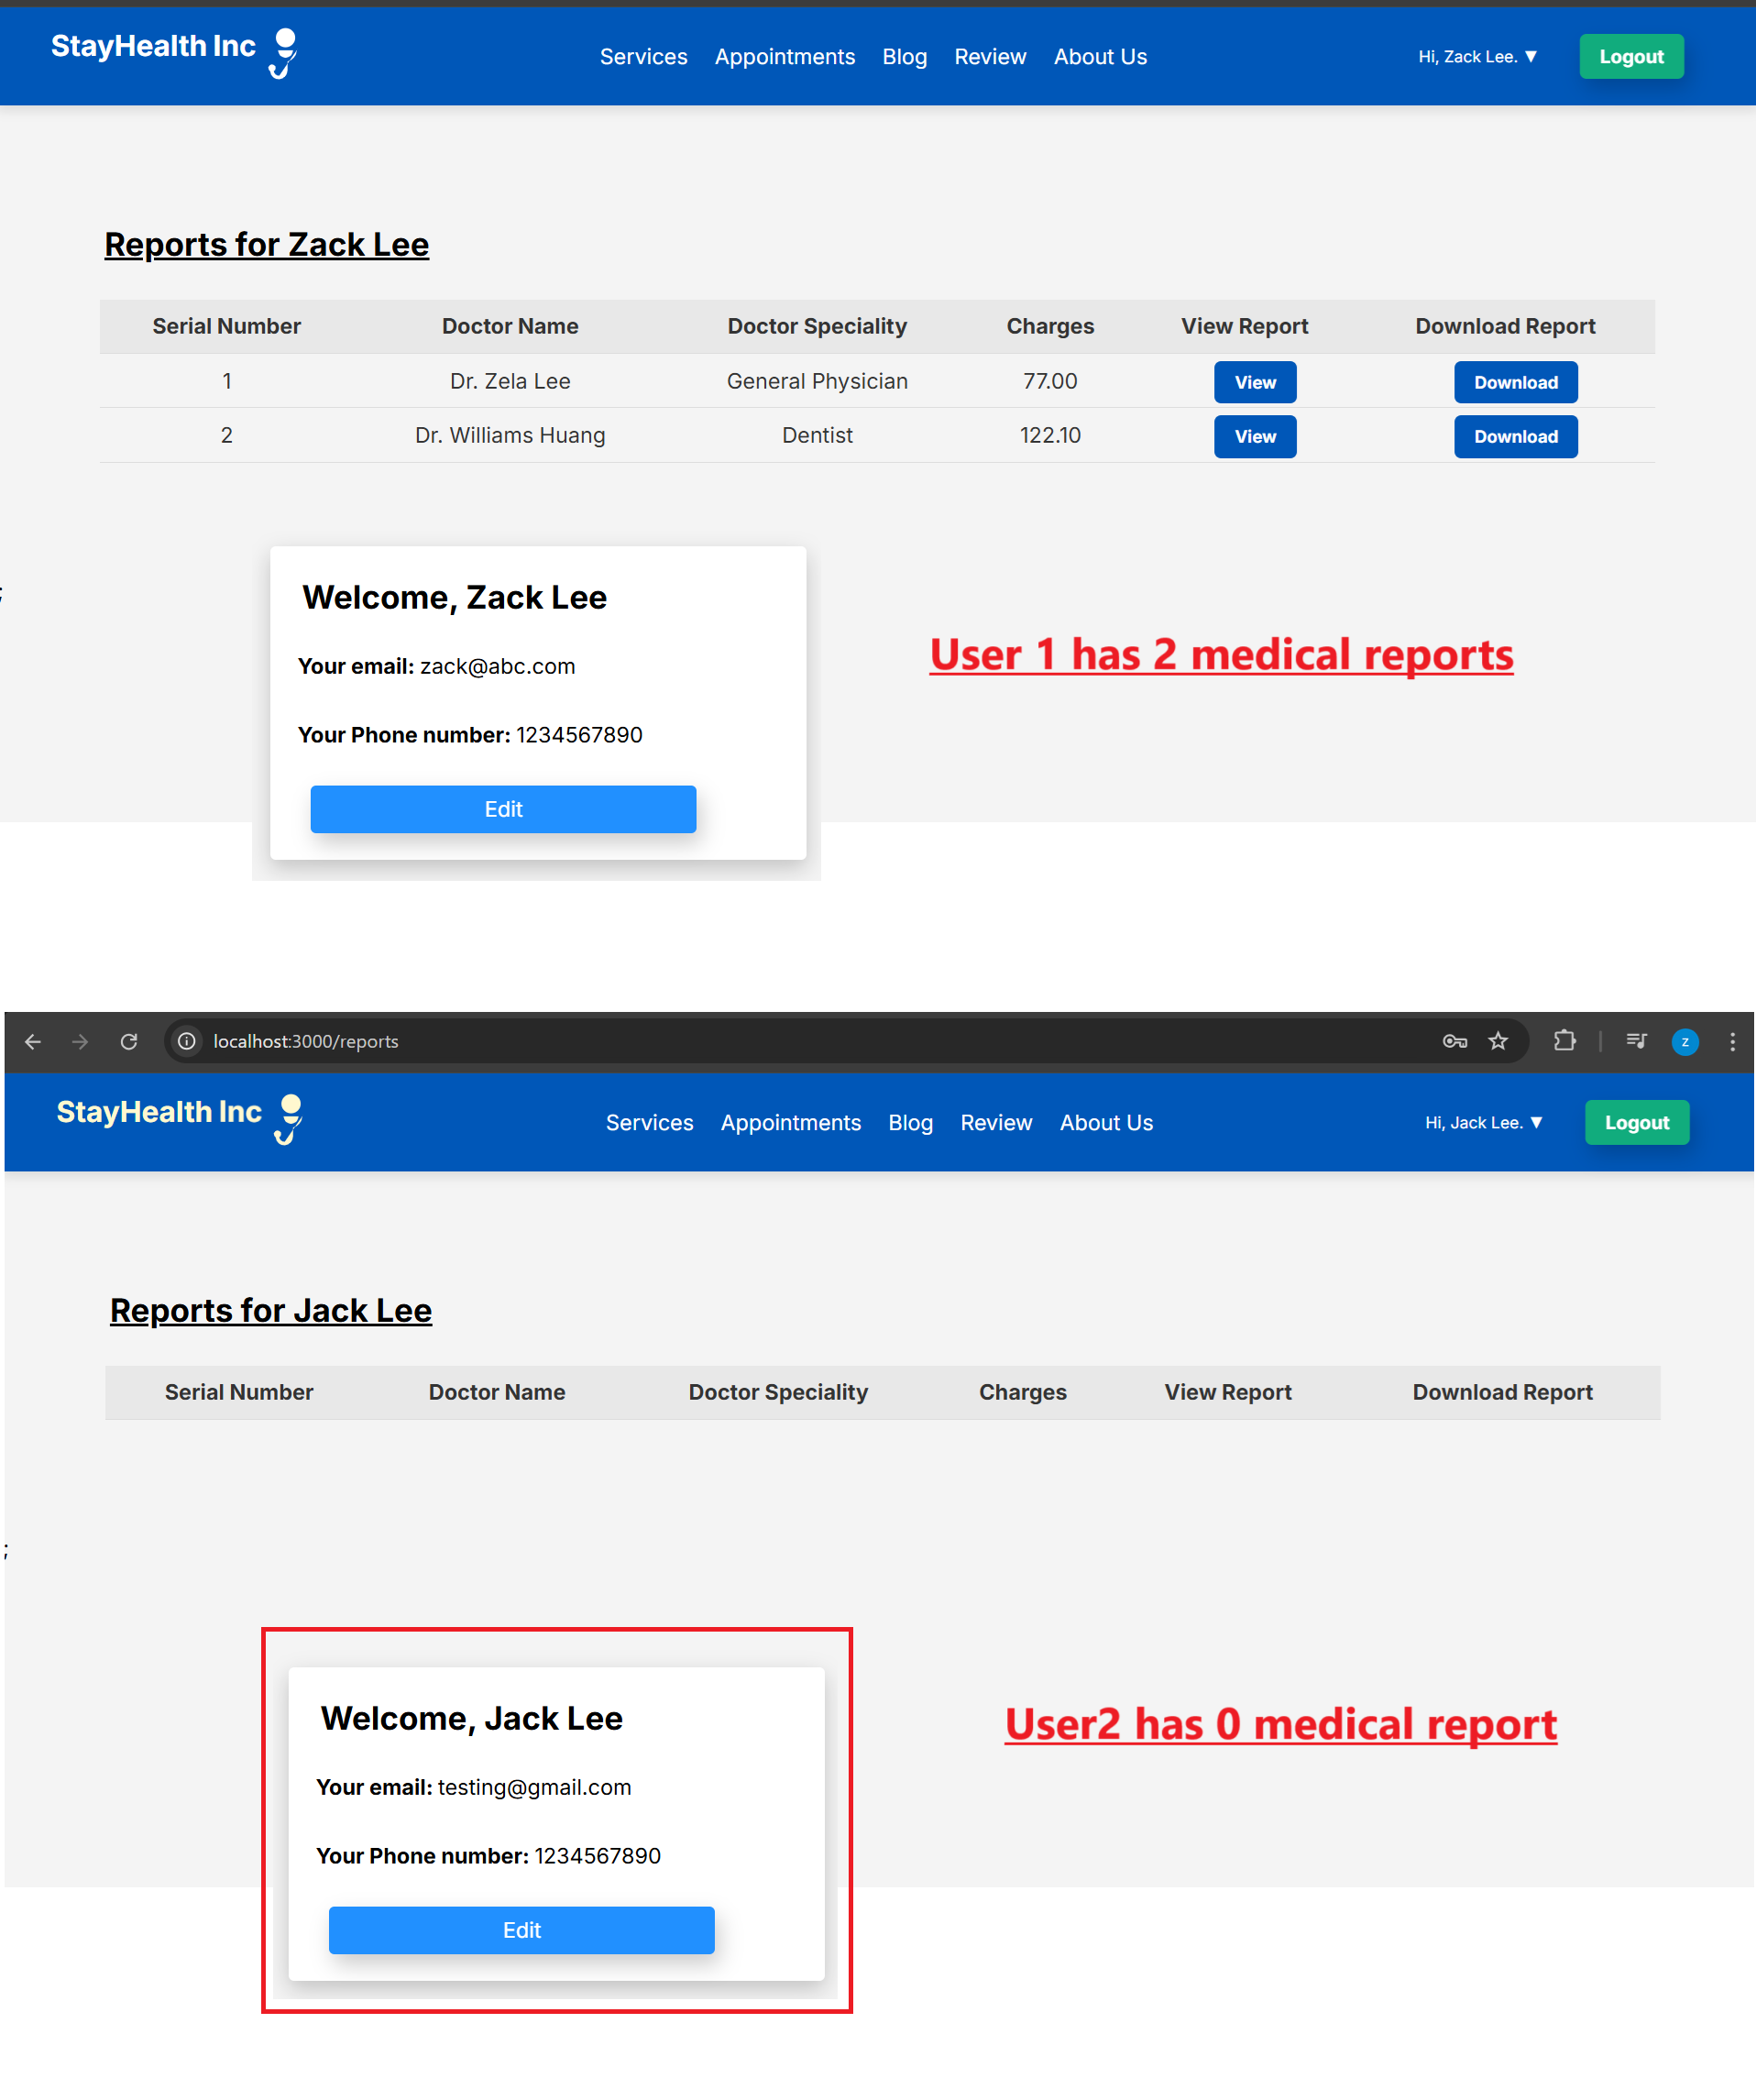 StayHealth Inc Services Appointments Blog Review About Us Hi, Zack Lee. ▼ Logout
Reports for Zack Lee
Serial Number Doctor Name Doctor Speciality Charges View Report Download Report
1 Dr. Zela Lee General Physician 77.00 View Download
2 Dr. Williams Huang Dentist 122.10 View Download
;
Welcome, Zack Lee
User 1 has 2 medical reports
Your email: zack@abc.com
Your Phone number: 1234567890
Edit
localhost:3000/reports z
StayHealth Inc Services Appointments Blog Review About Us Hi, Jack Lee. ▼ Logout
Reports for Jack Lee
Serial Number Doctor Name Doctor Speciality Charges View Report Download Report
;
Welcome, Jack Lee
User2 has 0 medical report
Your email: testing@gmail.com
Your Phone number: 1234567890
Edit